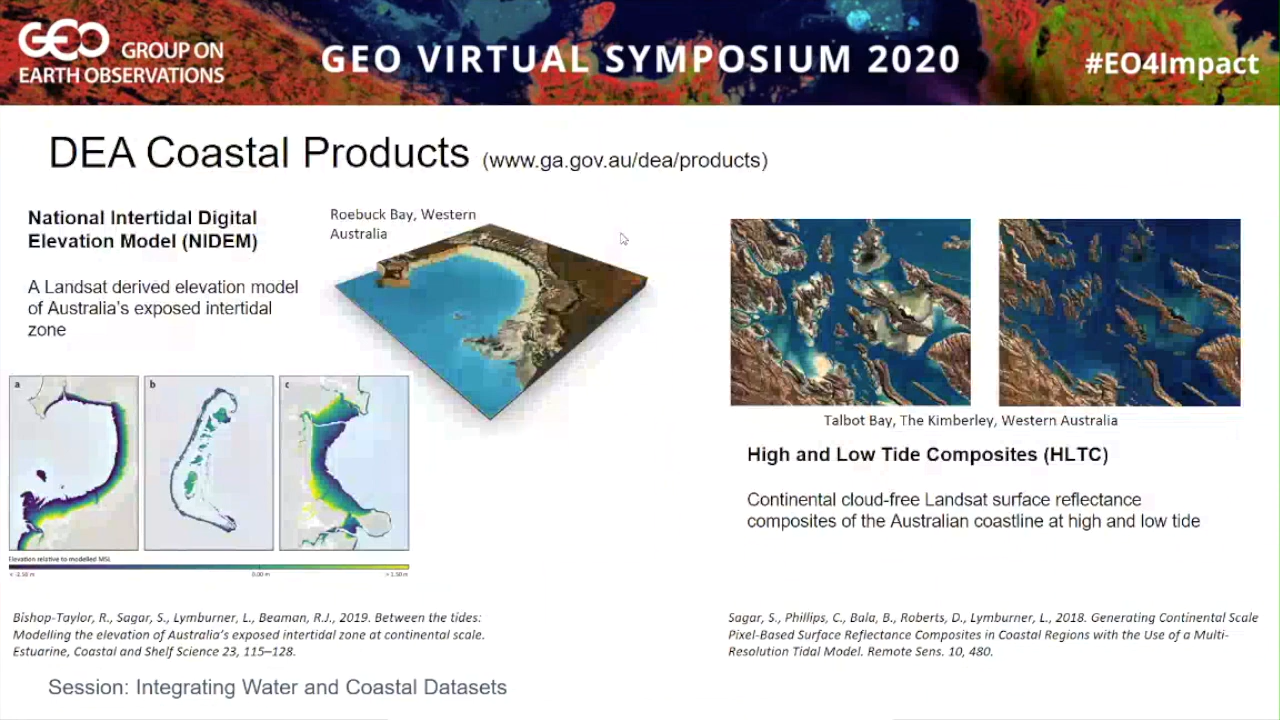 GEO GROUP ON
EARTH OBSERVATIONS
GEO VIRTUAL SYMPOSIUM 2020
#EO4Impact
DEA Coastal Products (www.ga.gov.au/dea/products)
National Intertidal Digital
Elevation Model (NIDEM)
A Landsat derived elevation model
of Australia's exposed intertidal
zone
Roebuck Bay, Western
Australia
a
b
c
Elevation relative to modelled MSL
0.00 m
Bishop-Taylor, R., Sagar, S., Lymburner, L., Beaman, R.J., 2019. Between the tides:
Modelling the elevation of Australia's exposed intertidal zone at continental scale.
Estuarine, Coastal and Shelf Science 23, 115–128.
Talbot Bay, The Kimberley, Western Australia
High and Low Tide Composites (HLTC)
Continental cloud-free Landsat surface reflectance
composites of the Australian coastline at high and low tide
Sagar, S., Phillips, C., Bala, B., Roberts, D., Lymburner, L., 2018. Generating Continental Scale
Pixel-Based Surface Reflectance Composites in Coastal Regions with the Use of a Multi-
Resolution Tidal Model. Remote Sens. 10, 480.
Session: Integrating Water and Coastal Datasets